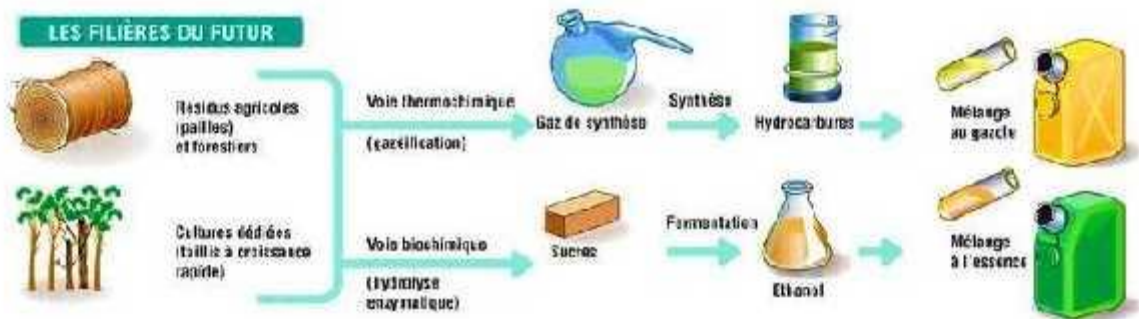 LES FILIÈRES DU FUTUR
Résidus agricoles
(pailles)
et forestiers
Cultures dédiées
(taillis à croissance
rapide)
Voie thermochimique
(gazéification)
Gaz de synthèse
Synthèse
Hydrocarbures
Mélange
au gazole
Voie biochimique
(hydrolyse
enzymatique)
Sucres
Fermentation
Ethanol
Mélange
à l'essence